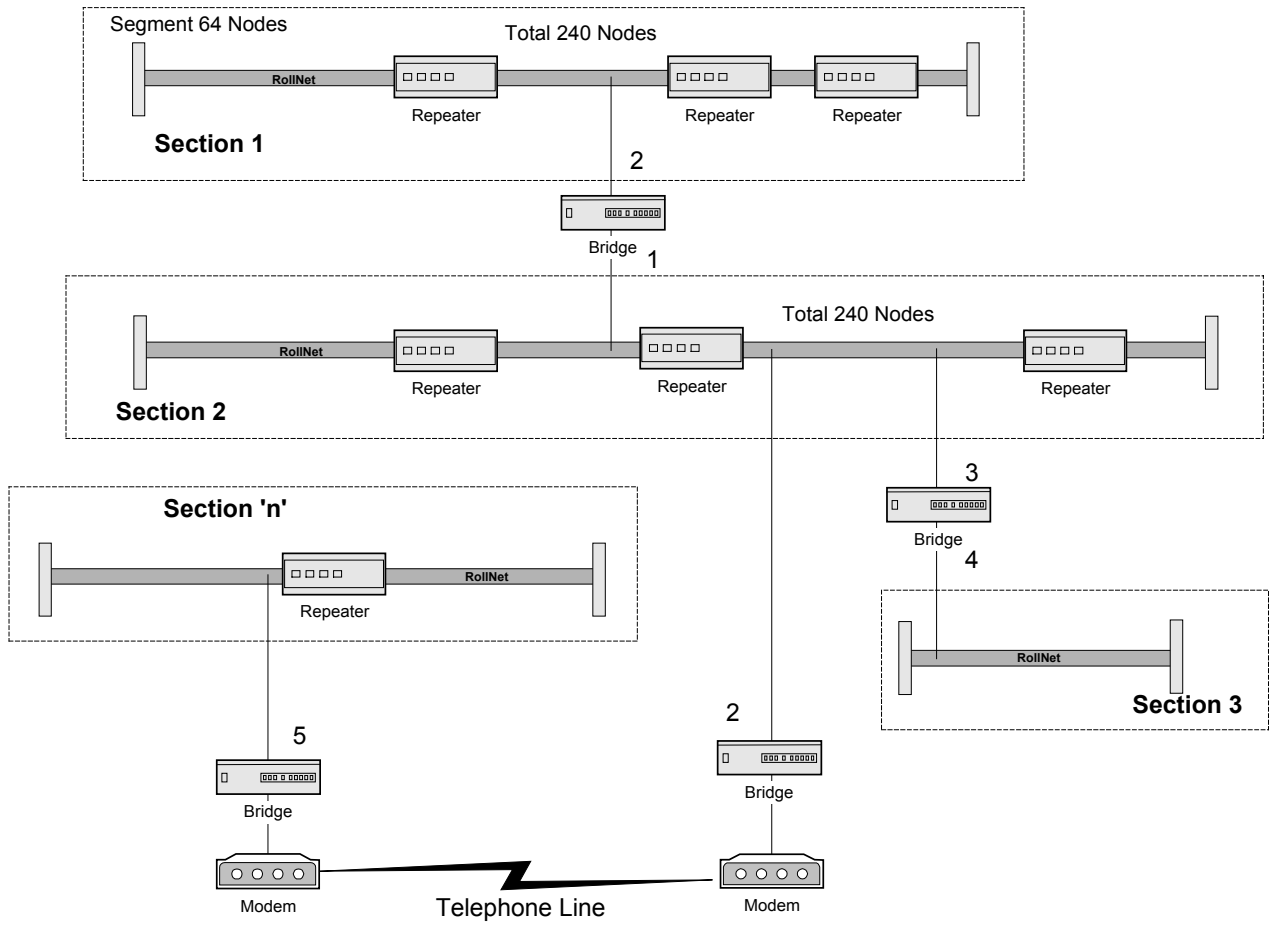 Segment 64 Nodes
Total 240 Nodes
RollNet
Repeater
Repeater
Repeater
Section 1
2
Bridge
1
Total 240 Nodes
RollNet
Repeater
Repeater
Repeater
Section 2
3
Bridge
4
Section 'n'
RollNet
Repeater
RollNet
Section 3
5
Bridge
2
Bridge
Modem
Modem
Telephone Line